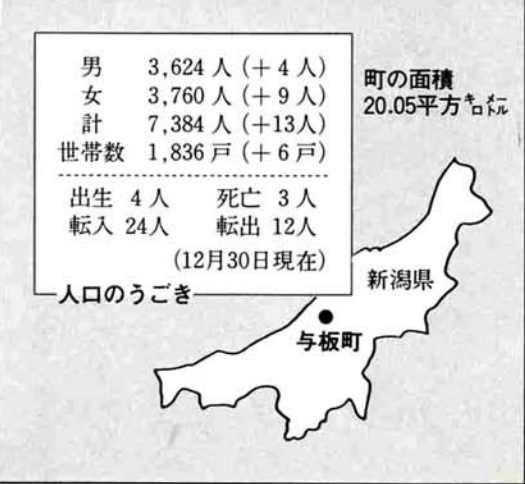 男 3,624人(+4人)
女 3,760人(+9人)
計 7,384人(+13人)
世帯数 1,836戸(+6戸)
出生 4人 死亡 3人
転入 24人 転出 12人
(12月30日現在)
人口のうごき
町の面積
20.05平方キロメートル
新潟県
与板町